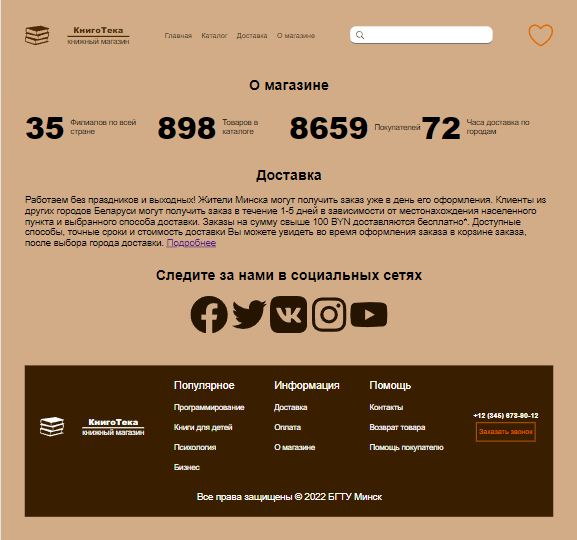 КнигоТека
книжный магазин
Главная Каталог Доставка О магазине
О магазине
35 Филиалов по всей стране
898 Товаров в каталоге
8659 Покупателей
72 Часа доставка по городам
Доставка
Работаем без праздников и выходных! Жители Минска могут получить заказ уже в день его оформления. Клиенты из
других городов Беларуси могут получить заказ в течение 1-5 дней в зависимости от местонахождения населенного
пункта и выбранного способа доставки. Заказы на сумму свыше 100 BYN доставляются бесплатно*. Доступные
способы, точные сроки и стоимость доставки Вы можете увидеть во время оформления заказа в корзине заказа,
после выбора города доставки. Подробнее
Следите за нами в социальных сетях
КнигоТека
книжный магазин
Популярное
Программирование
Книги для детей
Психология
Бизнес
Информация
Доставка
Оплата
О магазине
Помощь
Контакты
Возврат товара
Помощь покупателю
Заказать звонок
Все права защищены © 2022 БГТУ Минск